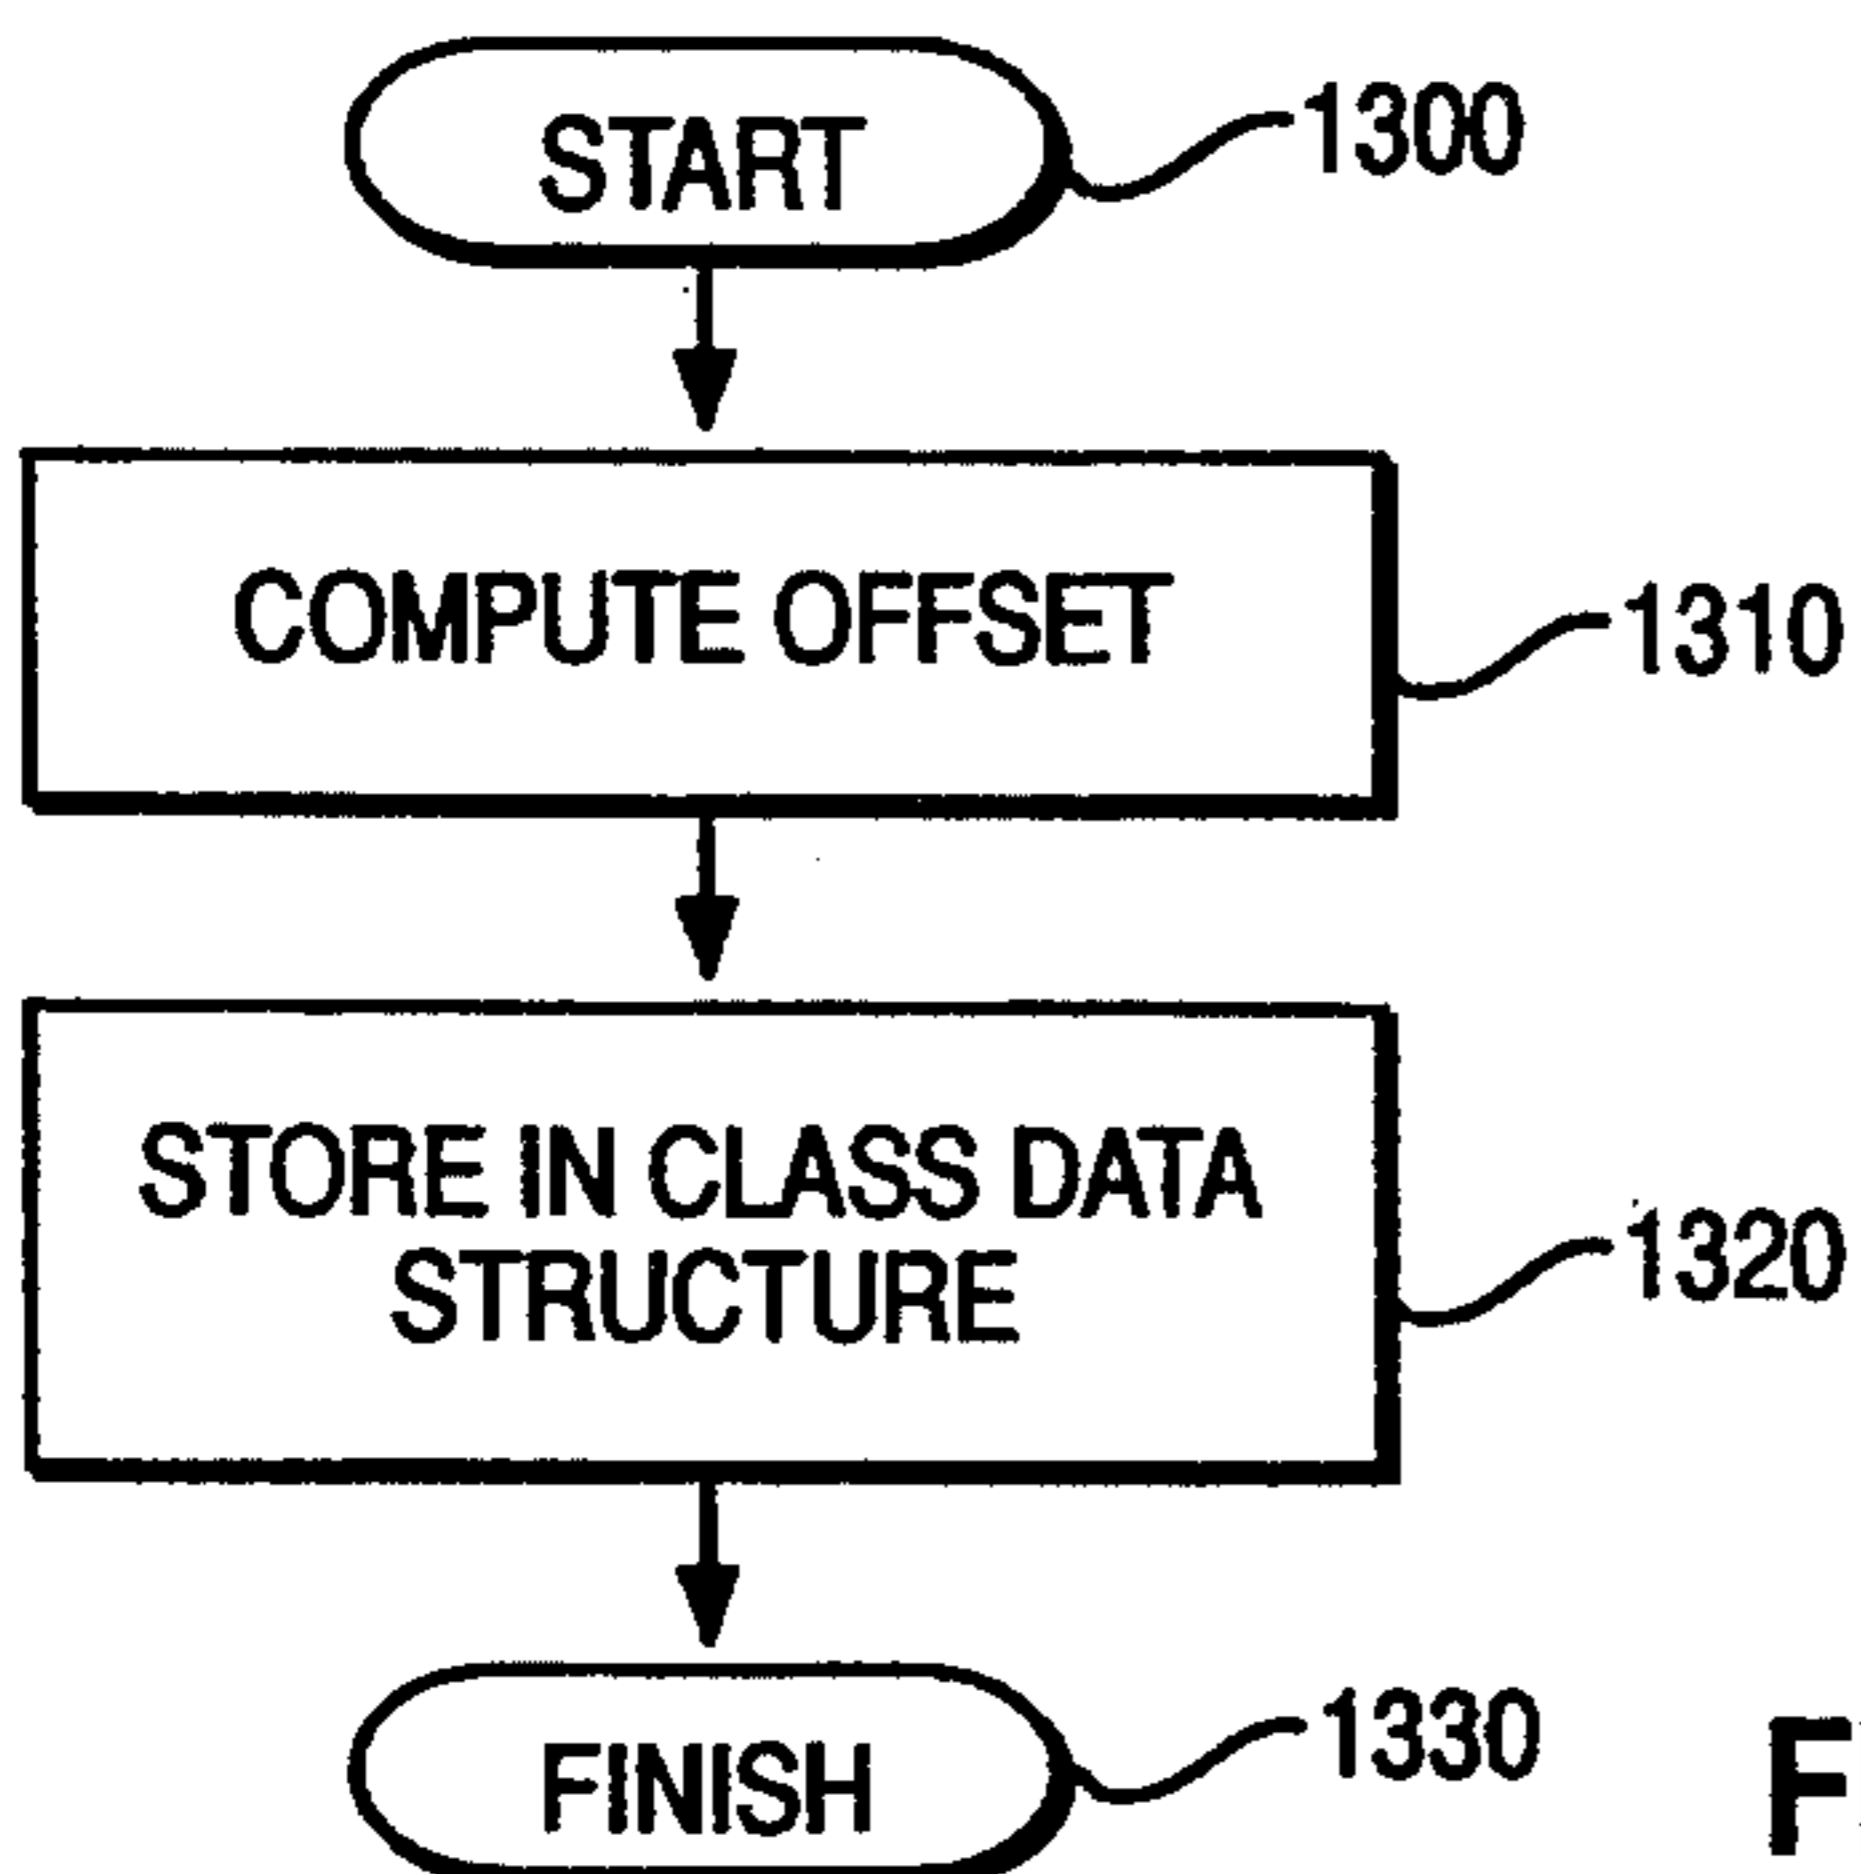 START
1300
COMPUTE OFFSET
1310
STORE IN CLASS DATA
STRUCTURE
1320
FINISH
1330